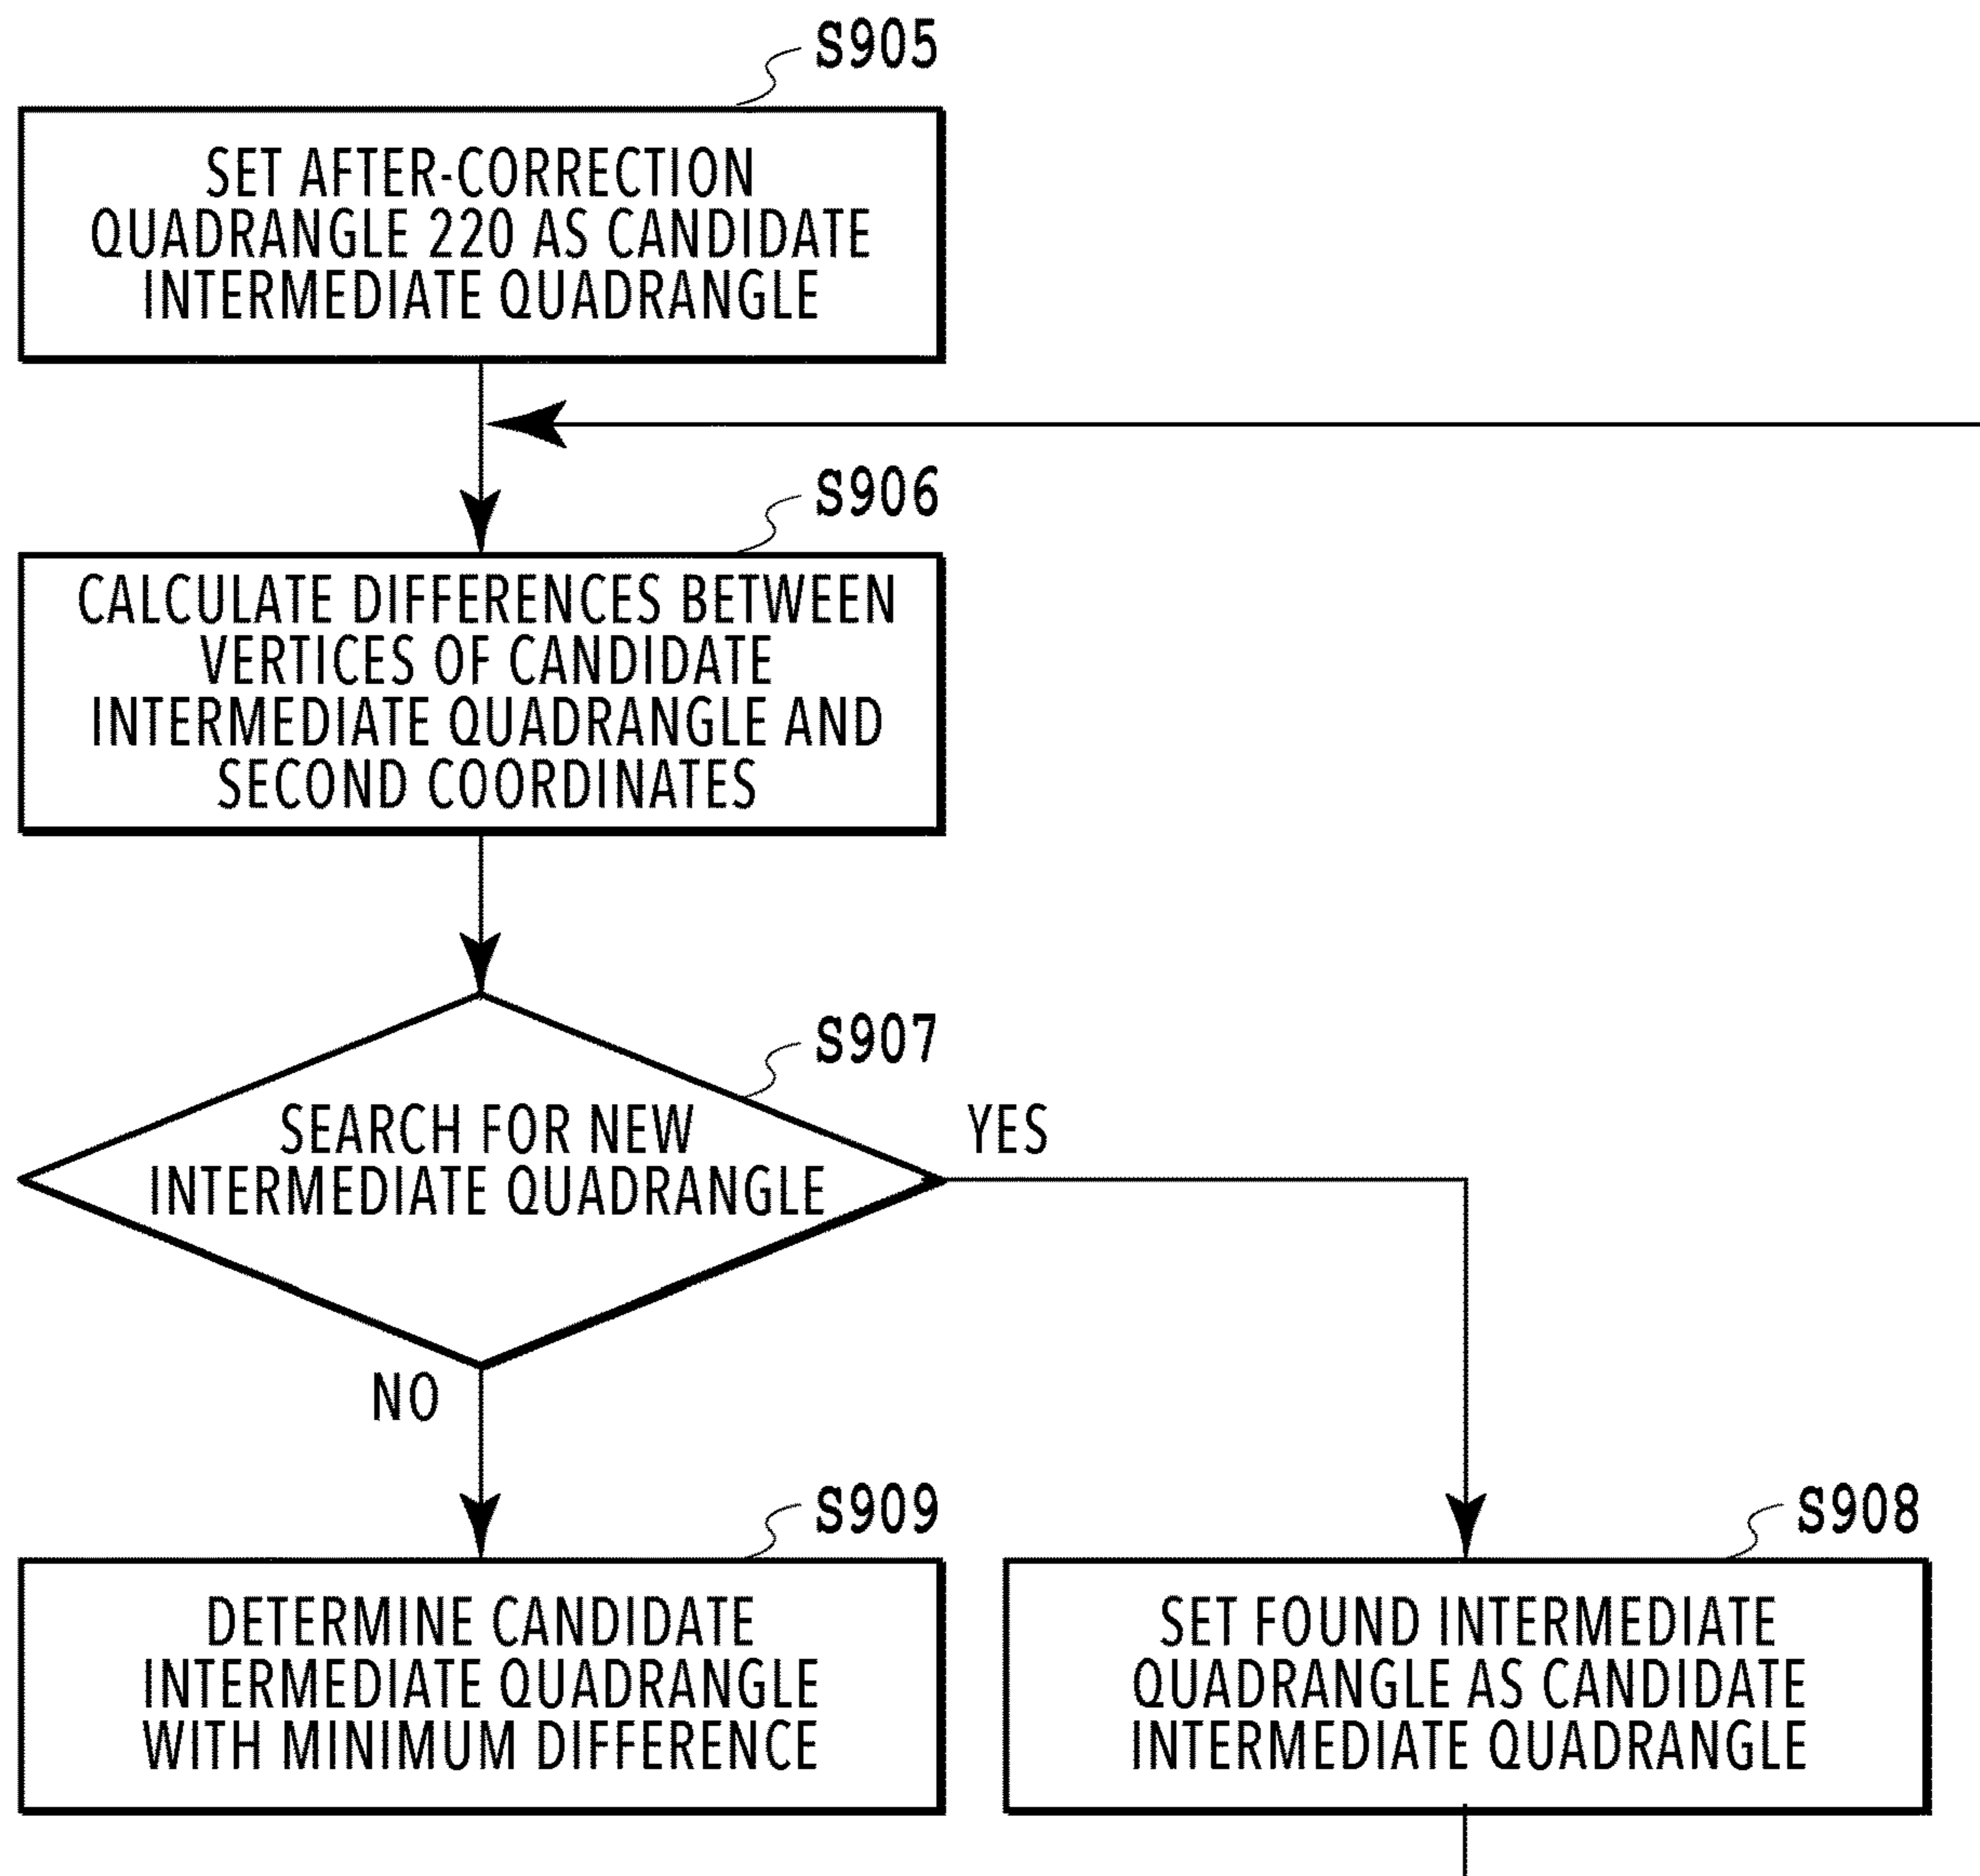 S905
SET AFTER-CORRECTION
QUADRANGLE 220 AS CANDIDATE
INTERMEDIATE QUADRANGLE
S906
CALCULATE DIFFERENCES BETWEEN
VERTICES OF CANDIDATE
INTERMEDIATE QUADRANGLE AND
SECOND COORDINATES
S907
SEARCH FOR NEW
INTERMEDIATE QUADRANGLE
YES
NO
S909
DETERMINE CANDIDATE
INTERMEDIATE QUADRANGLE
WITH MINIMUM DIFFERENCE
S908
SET FOUND INTERMEDIATE
QUADRANGLE AS CANDIDATE
INTERMEDIATE QUADRANGLE